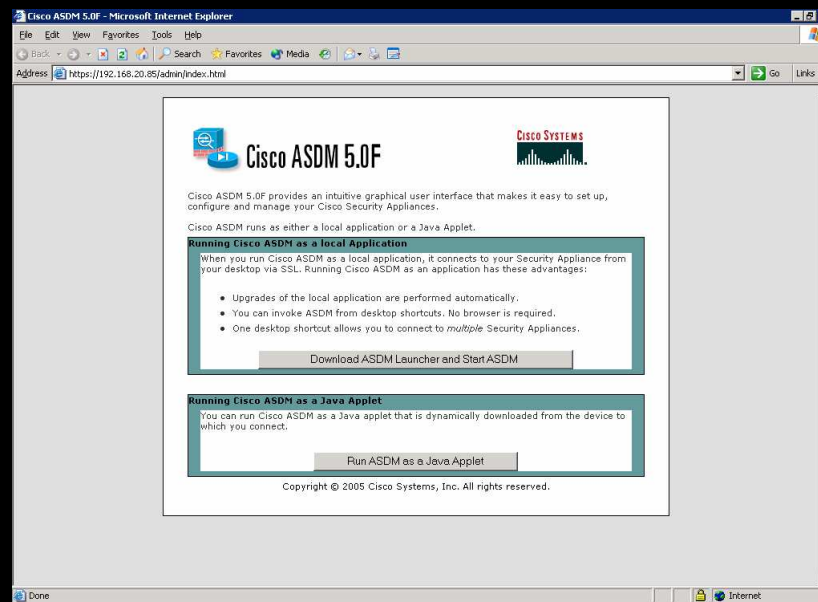 Cisco ASDM 5.0F - Microsoft Internet Explorer
File Edit View Favorites Tools Help
Back Search Favorites Media
Address https://192.168.20.85/admin/index.html Go Links
Cisco ASDM 5.0F
CISCO SYSTEMS
Cisco ASDM 5.0F provides an intuitive graphical user interface that makes it easy to set up,
configure and manage your Cisco Security Appliances.
Cisco ASDM runs as either a local application or a Java Applet.
Running Cisco ASDM as a local Application
When you run Cisco ASDM as a local application, it connects to your Security Appliance from
your desktop via SSL. Running Cisco ASDM as an application has these advantages:
Upgrades of the local application are performed automatically.
You can invoke ASDM from desktop shortcuts. No browser is required.
One desktop shortcut allows you to connect to multiple Security Appliances.
Download ASDM Launcher and Start ASDM
Running Cisco ASDM as a Java Applet
You can run Cisco ASDM as a Java applet that is dynamically downloaded from the device to
which you connect.
Run ASDM as a Java Applet
Copyright © 2005 Cisco Systems, Inc. All rights reserved.
Done Internet